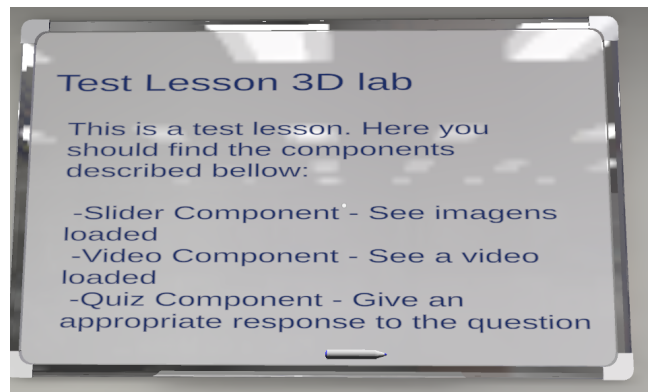 Test Lesson 3D lab
This is a test lesson. Here you
should find the components
described bellow:
-Slider Component - See imagens
loaded
-Video Component - See a video
loaded
-Quiz Component - Give an
appropriate response to the question